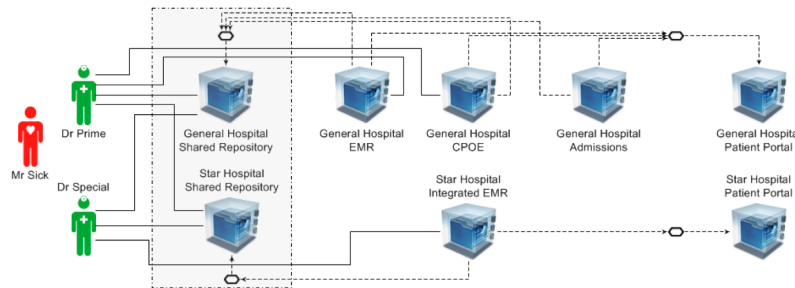 Dr Prime
General Hospital
Shared Repository
General Hospital
EMR
General Hospital
CPOE
General Hospital
Admissions
General Hospita
Patient Portal
Mr Sick
Dr Special
Star Hospital
Shared Repository
Star Hospital
Integrated EMR
Star Hospital
Patient Portal